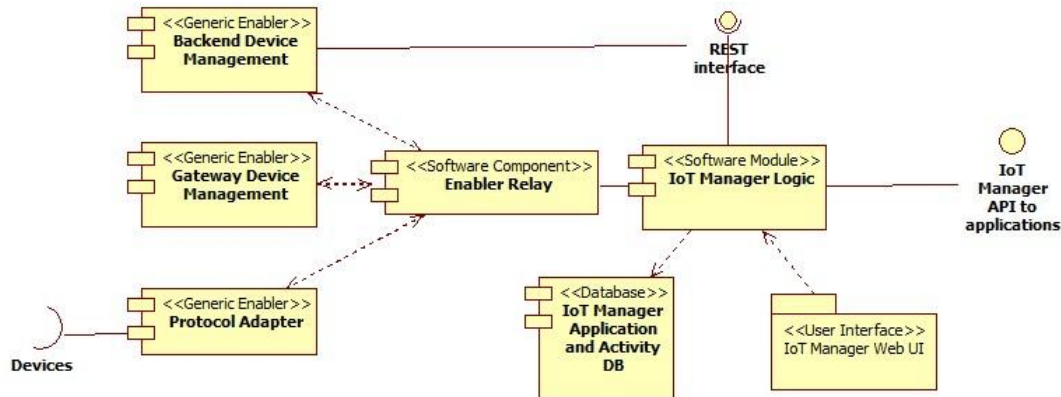 <<Generic Enabler>>
Backend Device
Management
REST
interface
<<Generic Enabler>>
Gateway Device
Management
<<Software Component>>
Enabler Relay
<<Software Module>>
IoT Manager Logic
IoT
Manager
API to
applications
<<Generic Enabler>>
Protocol Adapter
Devices
<<Database>>
IoT Manager
Application
and Activity
DB
<<User Interface>>
IoT Manager Web UI